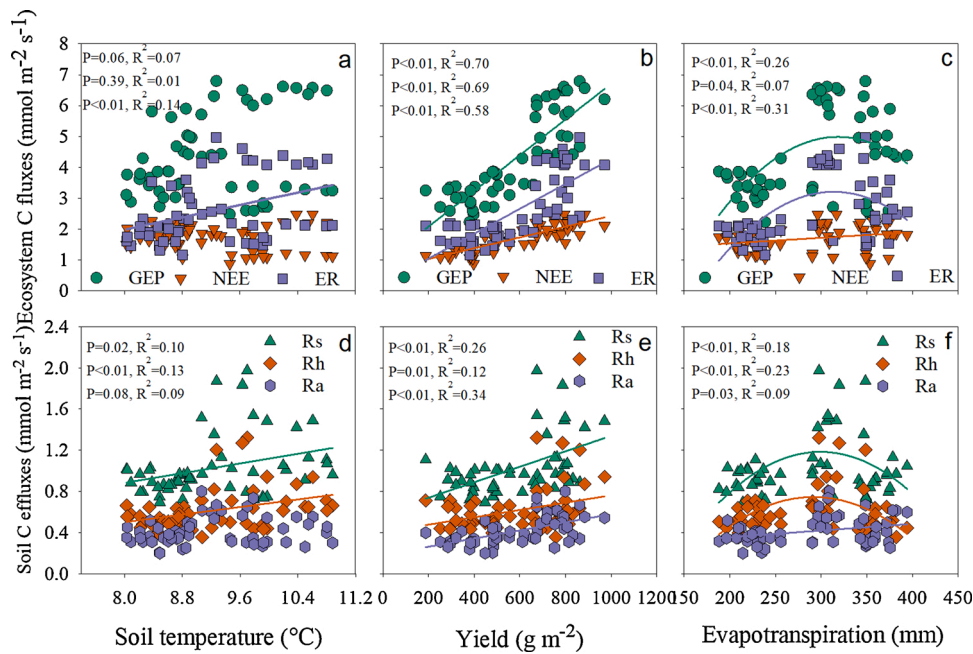 Ecosystem C fluxes (mmol m-2 s-1)
8
7
6
5
4
3
2
1
0
a
P=0.06, R2=0.07
P=0.39, R2=0.01
P<0.01, R2=0.14
GEP NEE ER
b
P<0.01, R2=0.70
P<0.01, R2=0.69
P<0.01, R2=0.58
GEP NEE ER
c
P<0.01, R2=0.26
P=0.04, R2=0.07
P<0.01, R2=0.31
GEP NEE ER
Soil C effluxes (mmol m-2 s-1)
2.4
2.0
1.6
1.2
0.8
0.4
0.0
d
P=0.02, R2=0.10
P<0.01, R2=0.13
P=0.08, R2=0.09
Rs
Rh
Ra
e
P<0.01, R2=0.26
P=0.01, R2=0.12
P<0.01, R2=0.34
Rs
Rh
Ra
f
P<0.01, R2=0.18
P<0.01, R2=0.23
P=0.03, R2=0.09
Rs
Rh
Ra
8.0 8.8 9.6 10.4 11.2
0 200 400 600 800 1000 1200
150 200 250 300 350 400 450
Soil temperature (°C)
Yield (g m-2)
Evapotranspiration (mm)